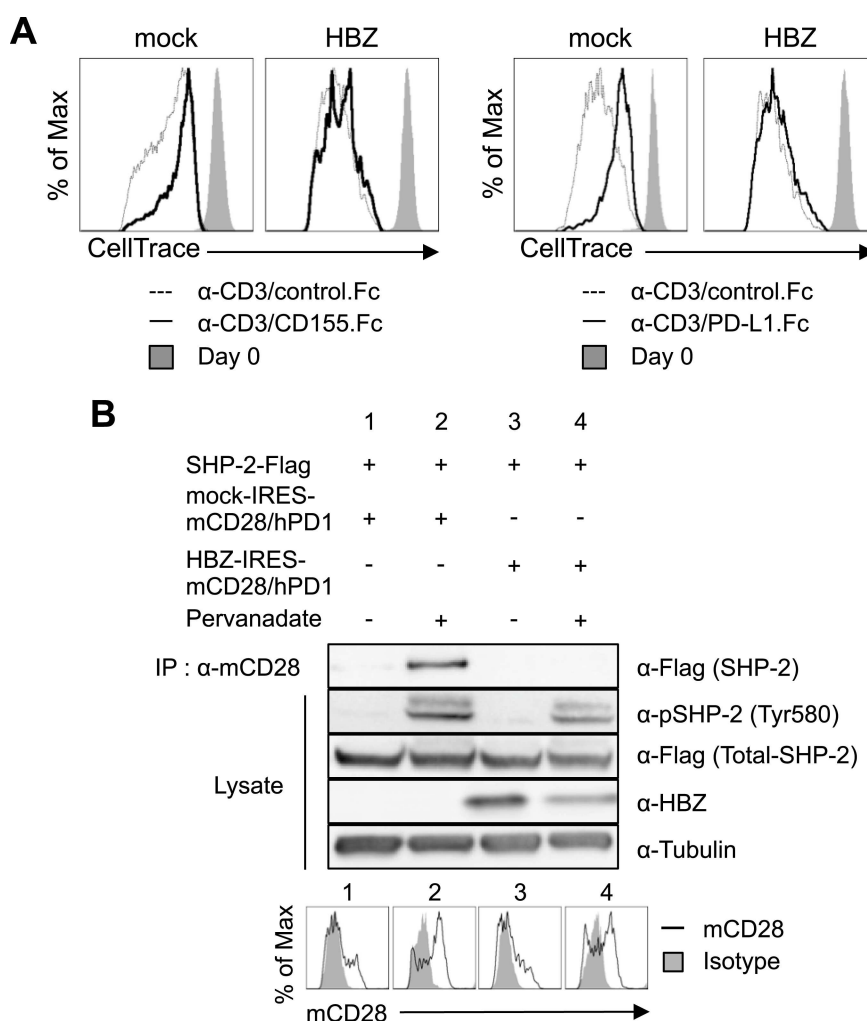 A
mock HBZ mock HBZ
% of Max % of Max
CellTrace CellTrace
--- α-CD3/control.Fc --- α-CD3/control.Fc
— α-CD3/CD155.Fc — α-CD3/PD-L1.Fc
Day 0 Day 0
B
1 2 3 4
SHP-2-Flag + + + +
mock-IRES-
mCD28/hPD1 + + - -
HBZ-IRES-
mCD28/hPD1 - - + +
Pervanadate - + - +
IP : α-mCD28 α-Flag (SHP-2)
α-pSHP-2 (Tyr580)
α-Flag (Total-SHP-2)
Lysate
α-HBZ
α-Tubulin
1 2 3 4
% of Max
— mCD28
Isotype
mCD28